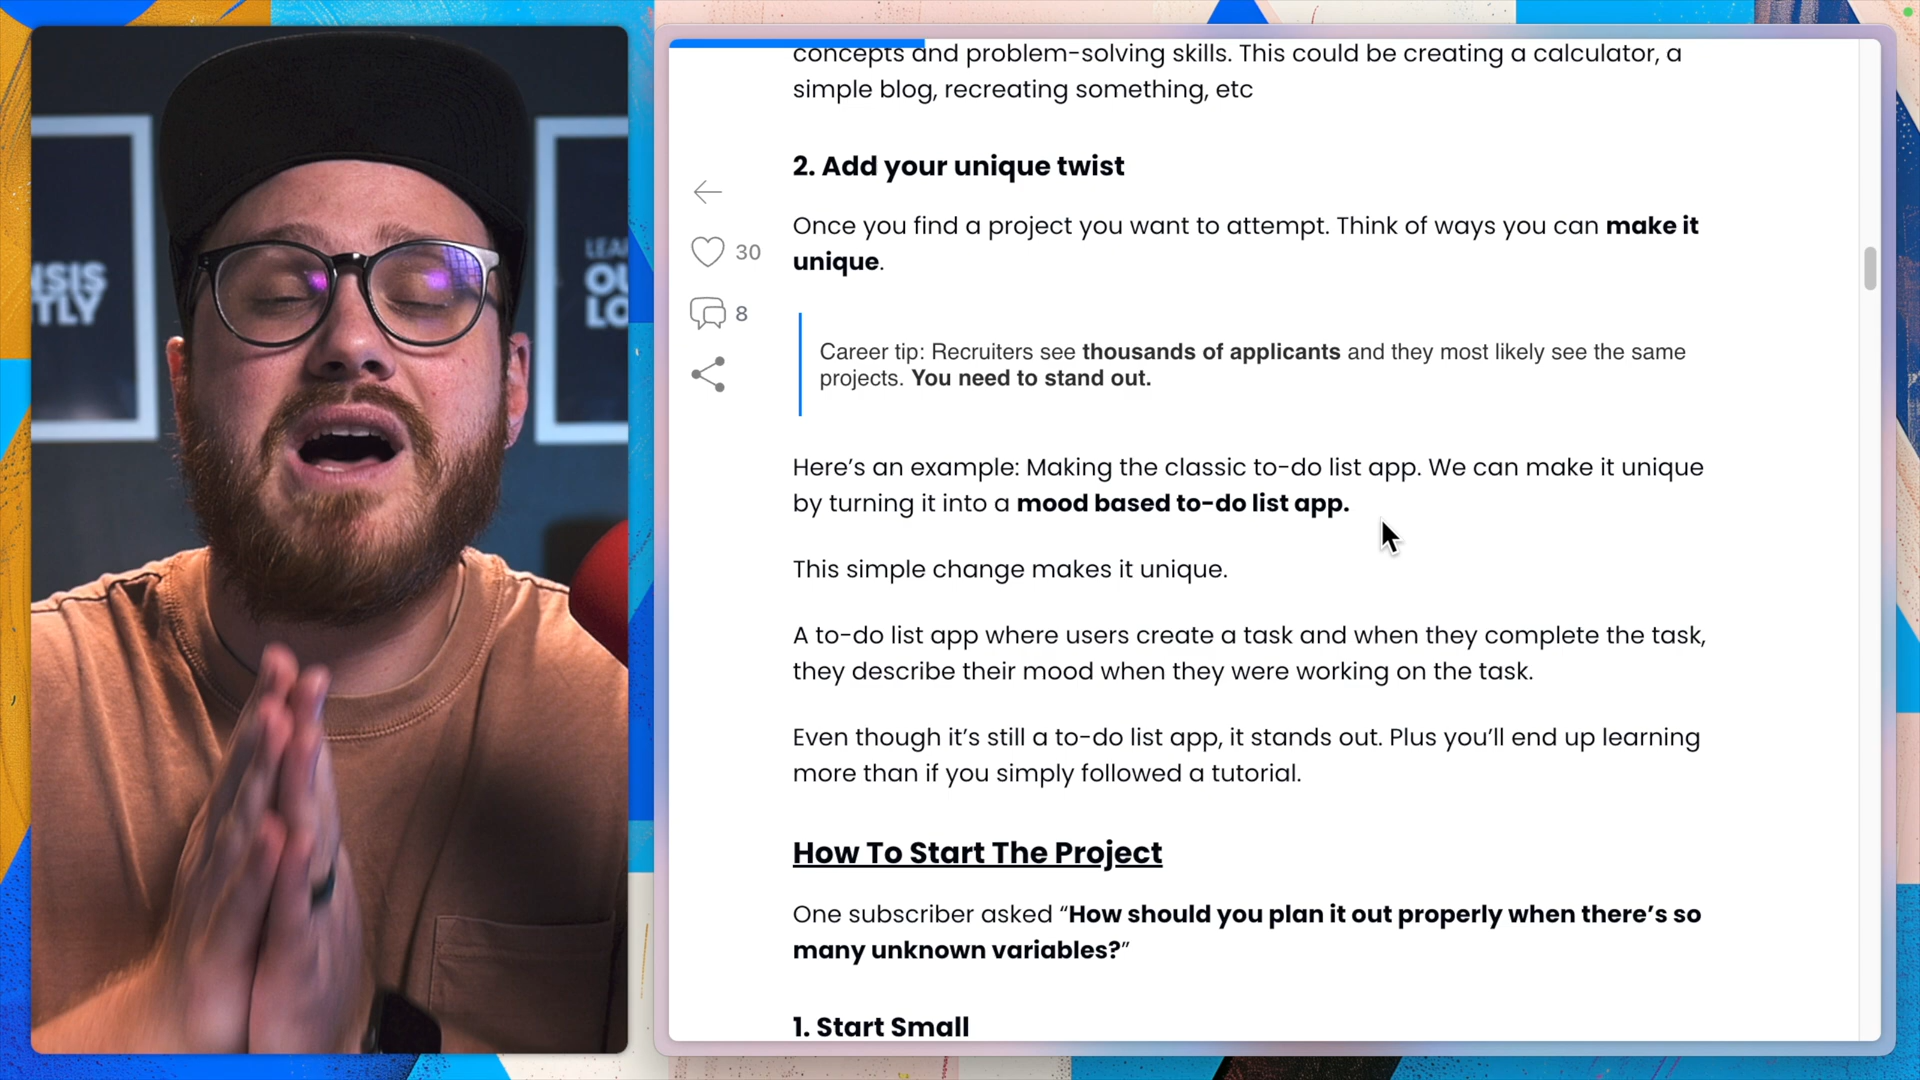 NSIS
NTLY
LEA
OU
LO
concepts and problem-solving skills. This could be creating a calculator, a
simple blog, recreating something, etc
2. Add your unique twist
Once you find a project you want to attempt. Think of ways you can make it
unique.
30
8
Career tip: Recruiters see thousands of applicants and they most likely see the same
projects. You need to stand out.
Here’s an example: Making the classic to-do list app. We can make it unique
by turning it into a mood based to-do list app.
This simple change makes it unique.
A to-do list app where users create a task and when they complete the task,
they describe their mood when they were working on the task.
Even though it’s still a to-do list app, it stands out. Plus you’ll end up learning
more than if you simply followed a tutorial.
How To Start The Project
One subscriber asked “How should you plan it out properly when there’s so
many unknown variables?”
1. Start Small